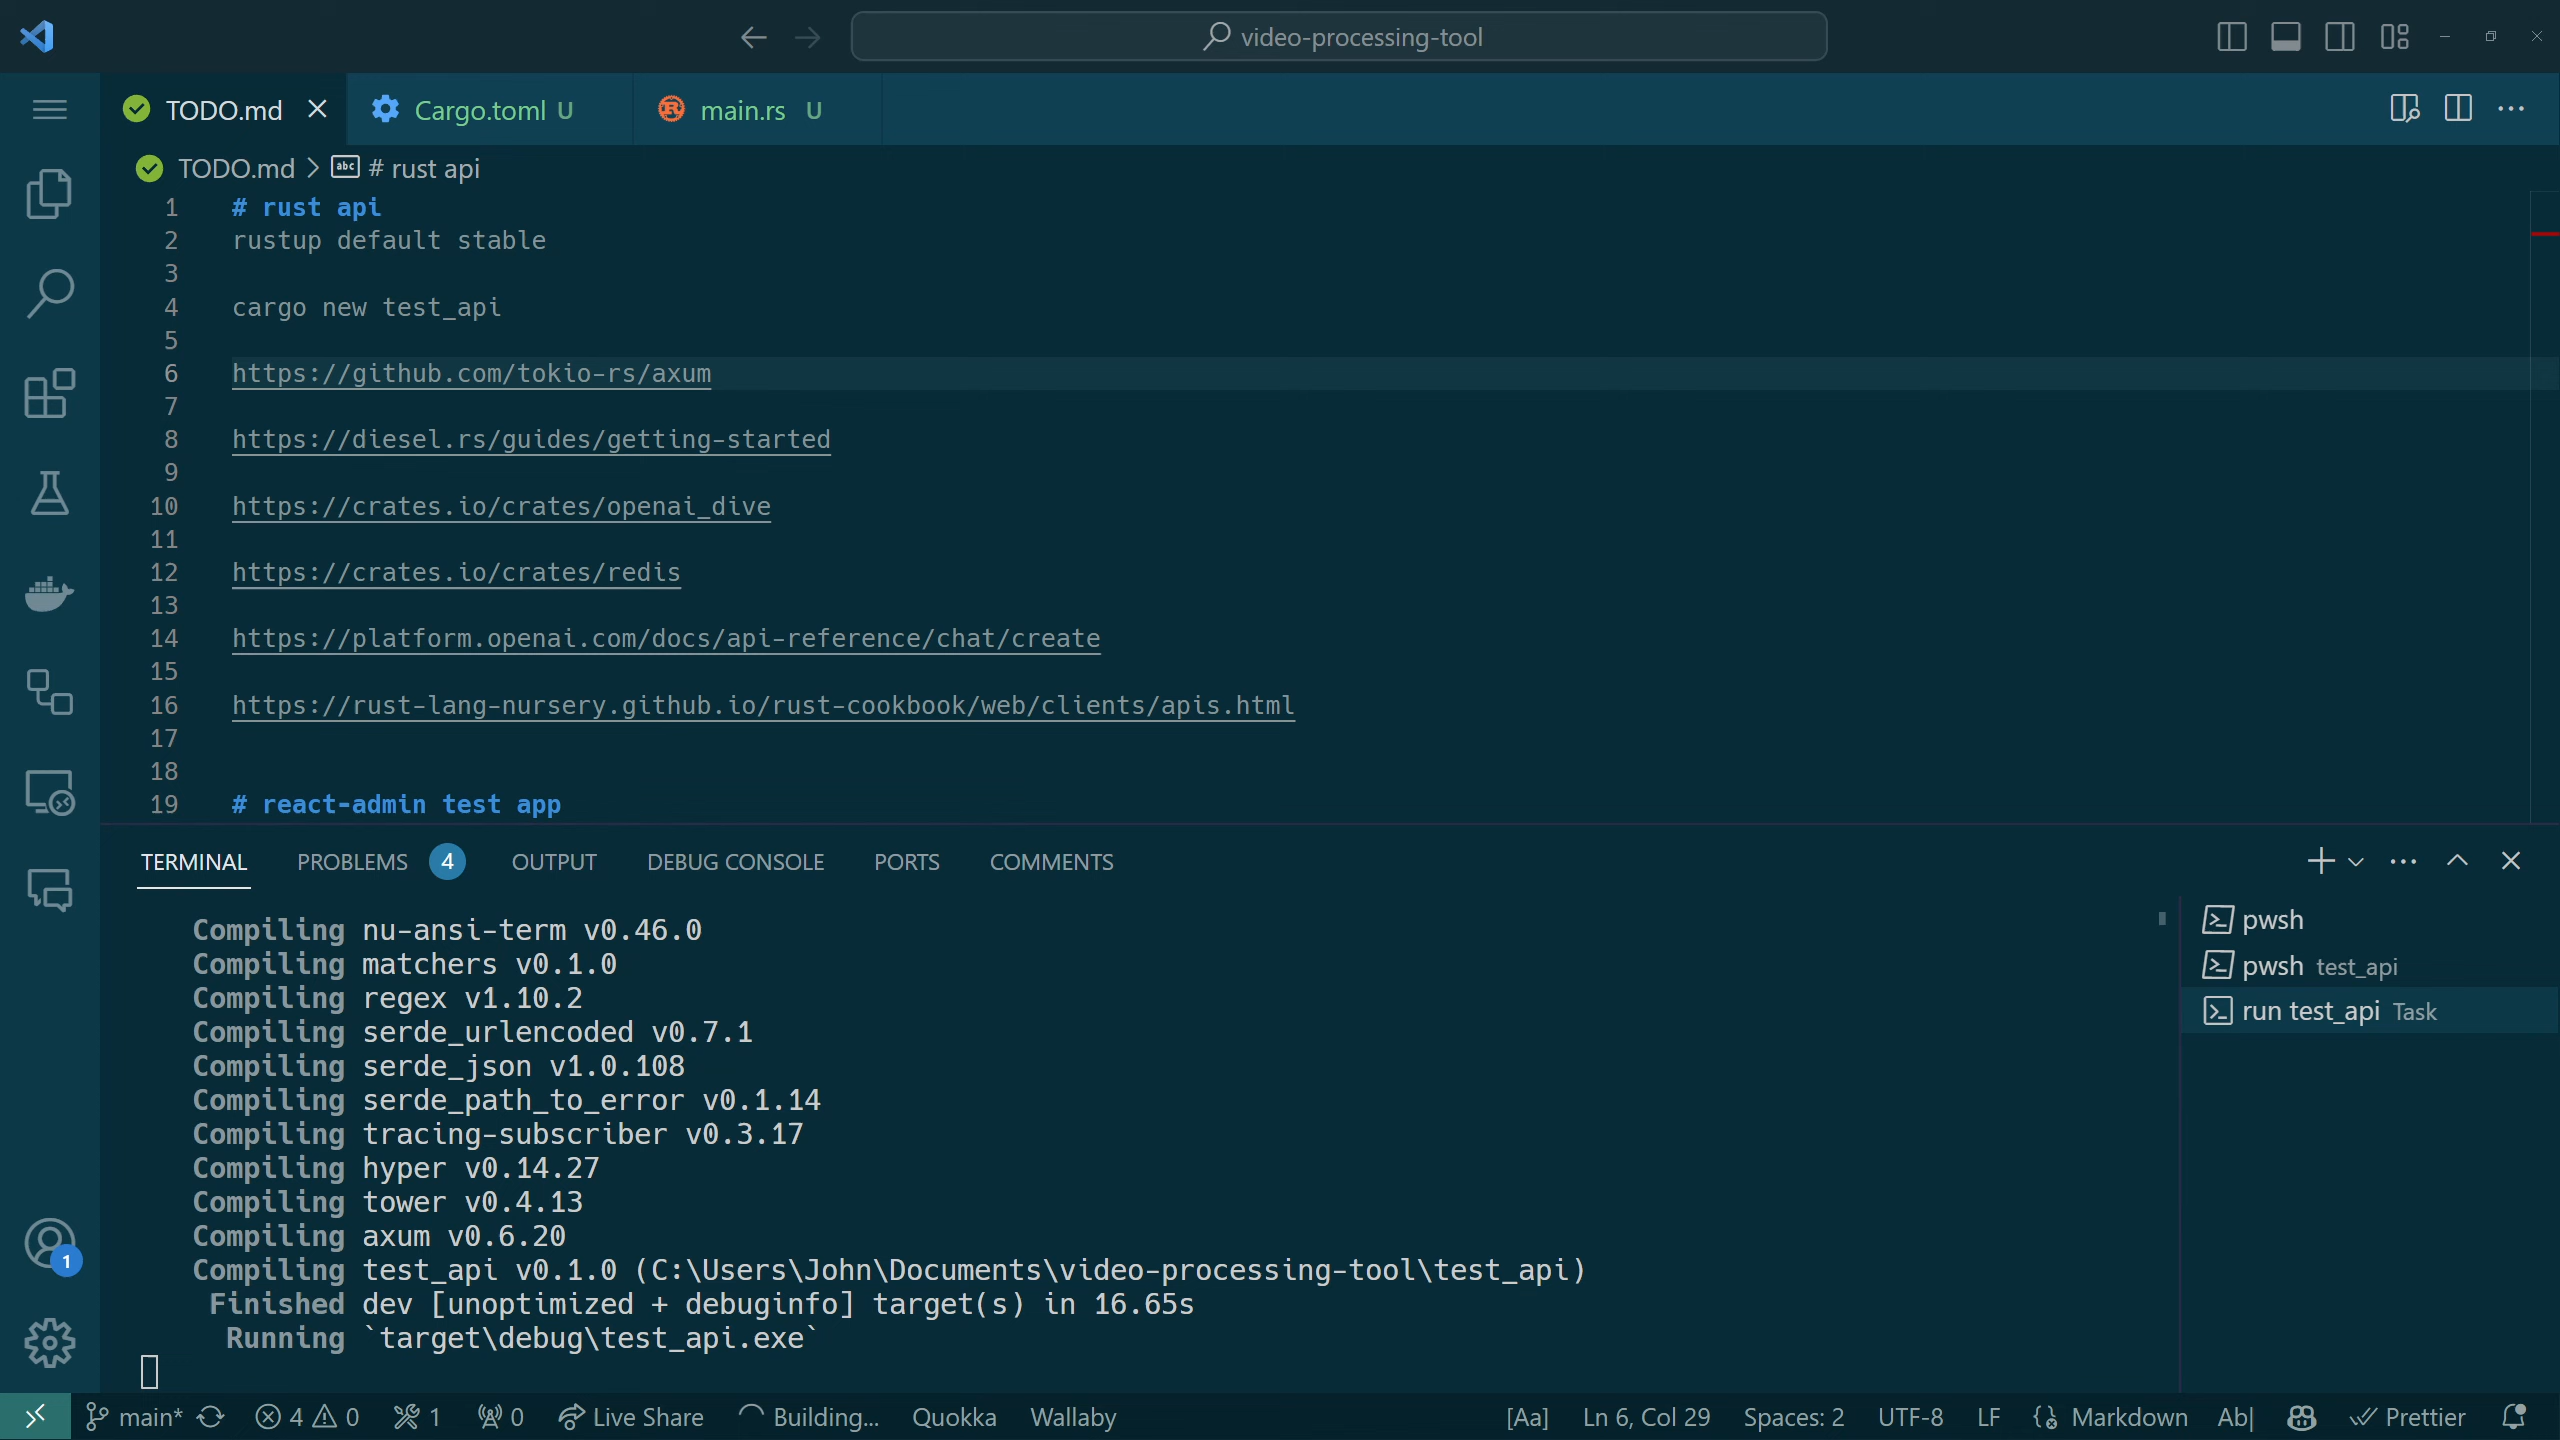 video-processing-tool
TODO.md
Cargo.toml U
main.rs U
TODO.md > abc # rust api
1 # rust api
2 rustup default stable
3
4 cargo new test_api
5
6 https://github.com/tokio-rs/axum
7
8 https://diesel.rs/guides/getting-started
9
10 https://crates.io/crates/openai_dive
11
12 https://crates.io/crates/redis
13
14 https://platform.openai.com/docs/api-reference/chat/create
15
16 https://rust-lang-nursery.github.io/rust-cookbook/web/clients/apis.html
17
18
19 # react-admin test app
TERMINAL PROBLEMS 4 OUTPUT DEBUG CONSOLE PORTS COMMENTS
Compiling nu-ansi-term v0.46.0
Compiling matchers v0.1.0
Compiling regex v1.10.2
Compiling serde_urlencoded v0.7.1
Compiling serde_json v1.0.108
Compiling serde_path_to_error v0.1.14
Compiling tracing-subscriber v0.3.17
Compiling hyper v0.14.27
Compiling tower v0.4.13
Compiling axum v0.6.20
Compiling test_api v0.1.0 (C:\Users\John\Documents\video-processing-tool\test_api)
Finished dev [unoptimized + debuginfo] target(s) in 16.65s
Running `target\debug\test_api.exe`
pwsh
pwsh test_api
run test_api Task
1
main* 4 0 1 0 Live Share Building... Quokka Wallaby [Aa] Ln 6, Col 29 Spaces: 2 UTF-8 LF Markdown Ab| Prettier